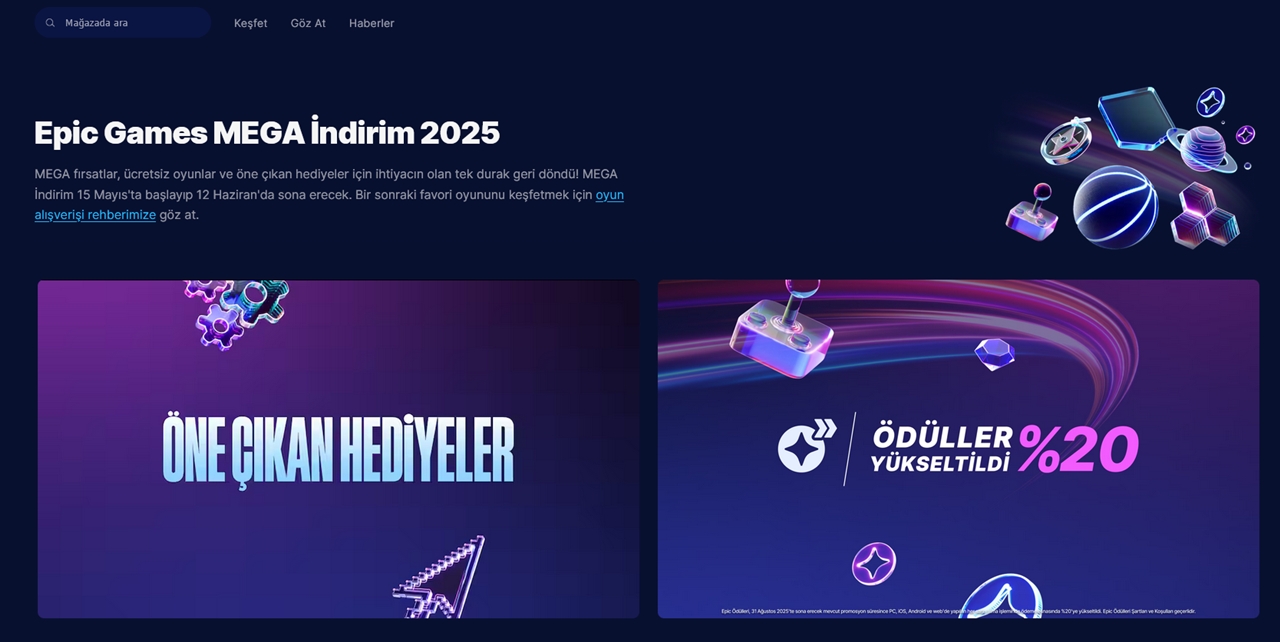 Mağazada ara
Keşfet
Göz At
Haberler
Epic Games MEGA İndirim 2025
MEGA fırsatlar, ücretsiz oyunlar ve öne çıkan hediyeler için ihtiyacın olan tek durak geri döndü! MEGA
İndirim 15 Mayıs'ta başlayıp 12 Haziran'da sona erecek. Bir sonraki favori oyununu keşfetmek için oyun
alışverişi rehberimize göz at.
ÖNE ÇIKAN HEDİYELER
ÖDÜLLER
YÜKSELTİLDİ
%20
Epic Ödülleri, 31 Ağustos 2025'te sona erecek mevcut promosyon süresince PC, iOS, Android ve web'de yapılan her ödeme sırasında %20'ye yükseltildi. Epic Ödülleri Şartları ve Koşulları geçerlidir.